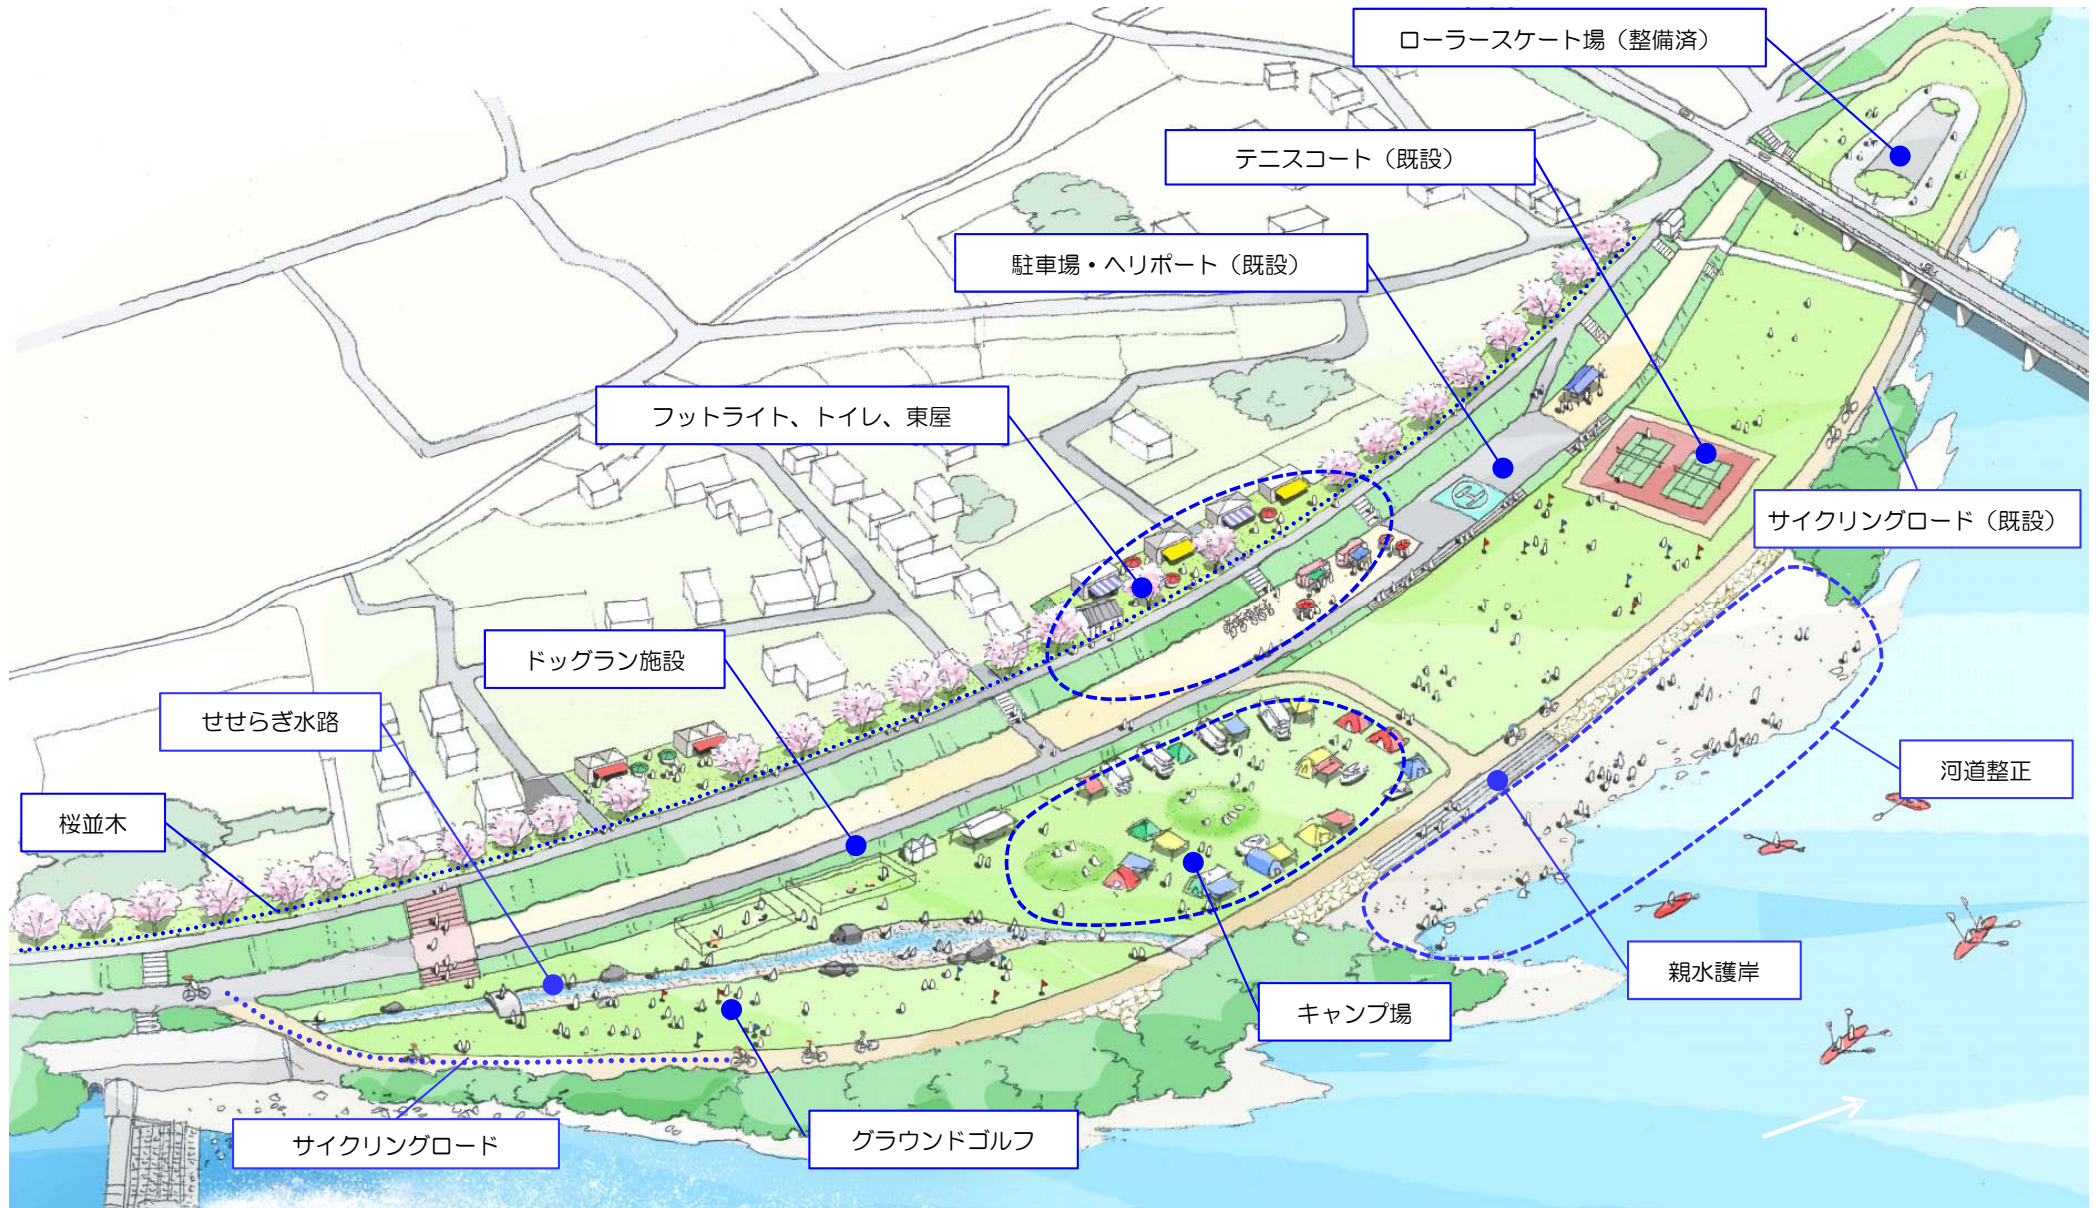 ローラースケート場（整備済）
テニスコート（既設）
駐車場・ヘリポート（既設）
フットライト、トイレ、東屋
サイクリングロード（既設）
ドッグラン施設
せせらぎ水路
河道整正
桜並木
親水護岸
キャンプ場
サイクリングロード
グラウンドゴルフ
H